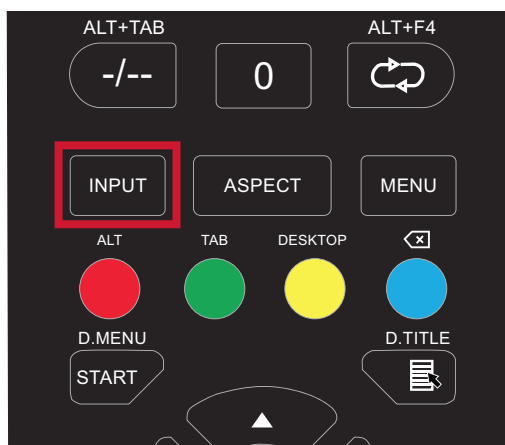 ALT+TAB ALT+F4
-/-- 0
INPUT ASPECT MENU
ALT TAB DESKTOP
D.MENU D.TITLE
START